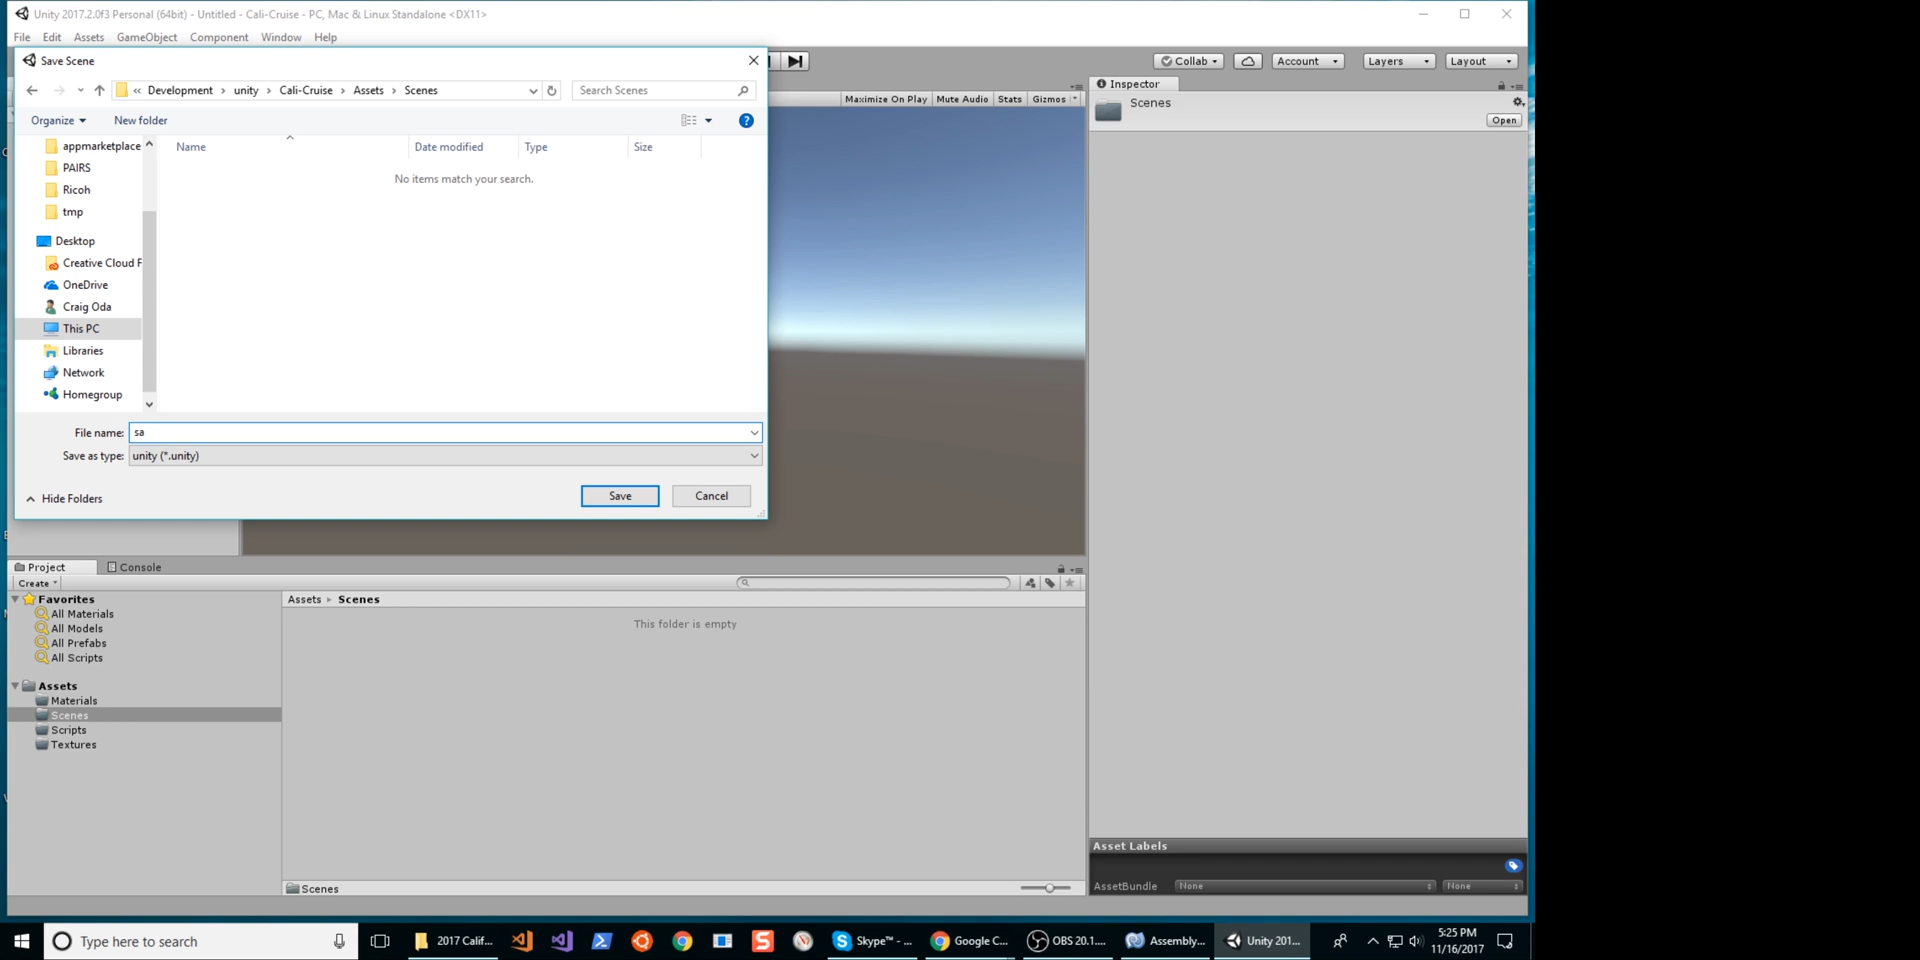 Unity 2017.2.0f3 Personal (64bit) - Untitled - Cali-Cruise - PC, Mac & Linux Standalone <DX11>
File Edit Assets GameObject Component Window Help
Save Scene
Collab Account Layers Layout
« Development › unity › Cali-Cruise › Assets › Scenes
Search Scenes
Organize New folder
Name Date modified Type Size
No items match your search.
appmarketplace
PAIRS
Ricoh
tmp
Desktop
Creative Cloud F
OneDrive
Craig Oda
This PC
Libraries
Network
Homegroup
File name: sa
Save as type: unity (*.unity)
Hide Folders
Save Cancel
Maximize On Play Mute Audio Stats Gizmos
Inspector
Scenes
Open
Project Console
Create
Favorites
All Materials
All Models
All Prefabs
All Scripts
Assets
Materials
Scenes
Scripts
Textures
Assets ▸ Scenes
This folder is empty
Scenes
Asset Labels
AssetBundle None None
Type here to search
2017 Calif...
Skype™ - ...
Google C...
OBS 20.1....
Assembly...
Unity 201...
5:25 PM
11/16/2017